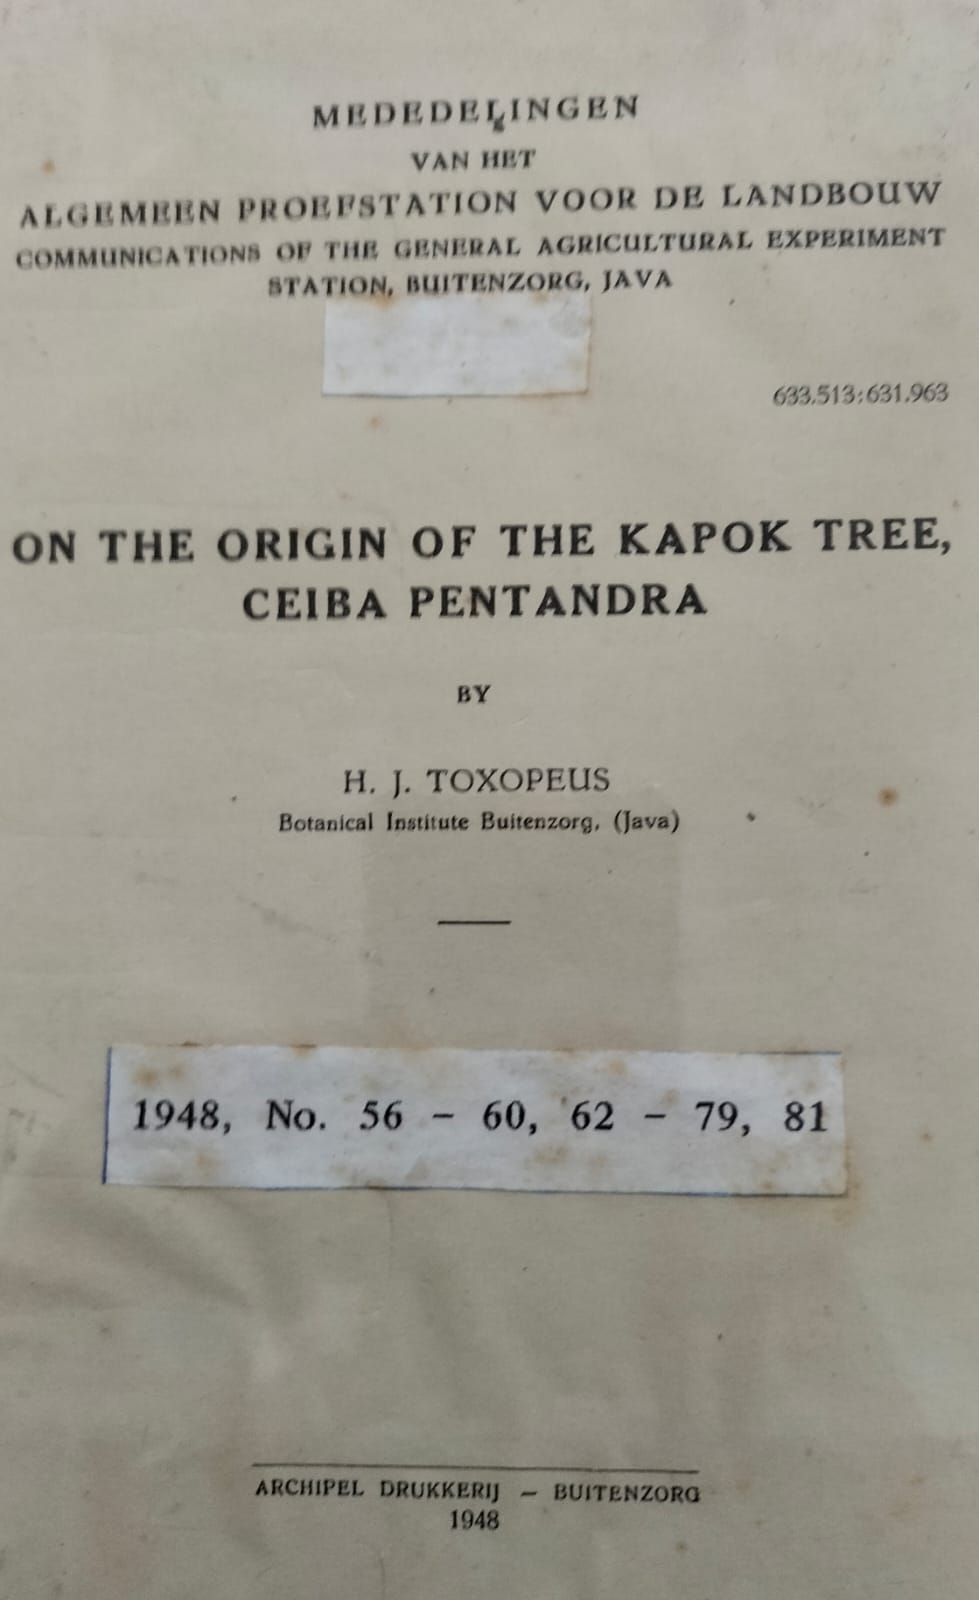 MEDEDELINGEN
VAN HET
ALGEMEEN PROEFSTATION VOOR DE LANDBOUW
COMMUNICATIONS OF THE GENERAL AGRICULTURAL EXPERIMENT
STATION, BUITENZORG, JAVA
633.513:631.963
ON THE ORIGIN OF THE KAPOK TREE,
CEIBA PENTANDRA
BY
H. J. TOXOPEUS
Botanical Institute Buitenzorg, (Java)
1948, No. 56 – 60, 62 – 79, 81
ARCHIPEL DRUKKERIJ – BUITENZORG
1948